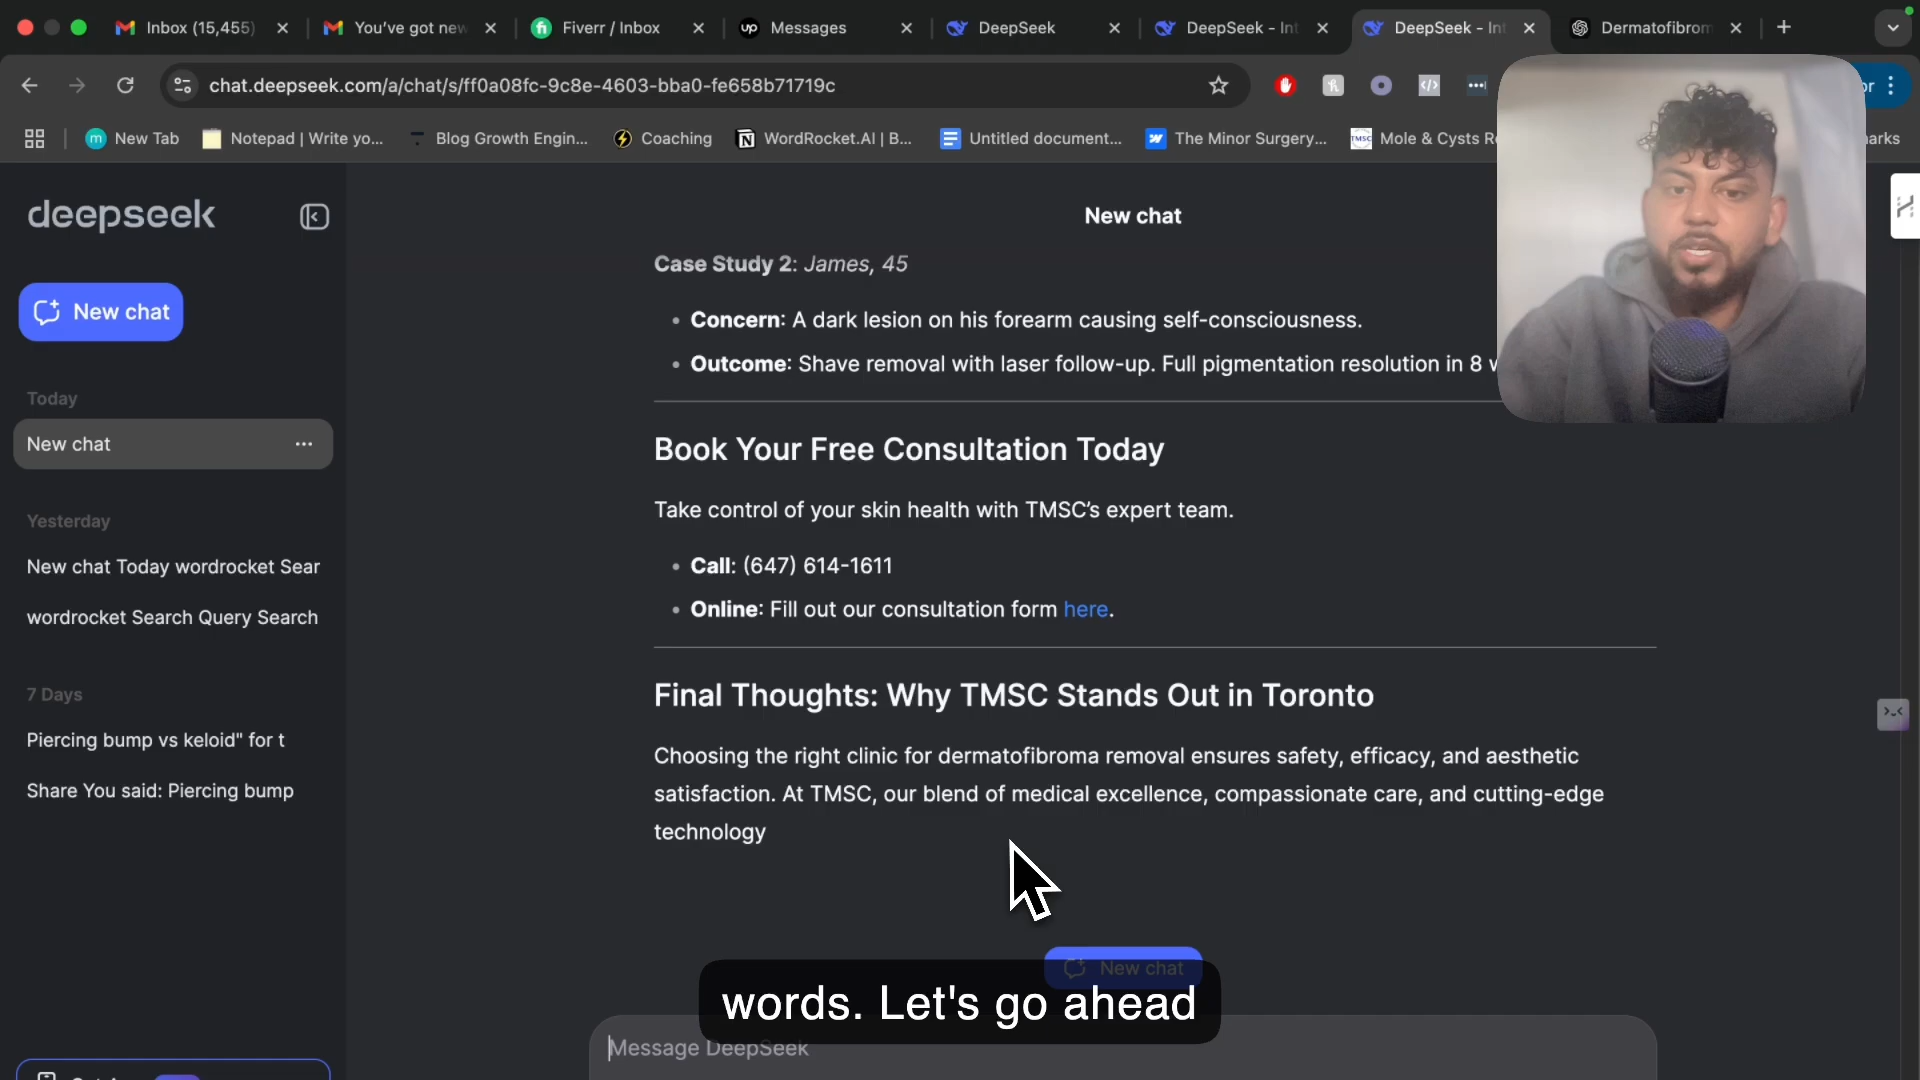 Inbox (15,455)
You've got new
Fiverr / Inbox
up Messages
DeepSeek
DeepSeek - Int
DeepSeek - Int
Dermatofibrom
chat.deepseek.com/a/chat/s/ff0a08fc-9c8e-4603-bba0-fe658b71719c
New Tab
Notepad | Write yo...
Blog Growth Engin...
Coaching
WordRocket.AI | B...
Untitled document...
The Minor Surgery...
TMSC Mole & Cysts R
arks
deepseek
New chat
Today
New chat
Yesterday
New chat Today wordrocket Sear
wordrocket Search Query Search
7 Days
Piercing bump vs keloid" for t
Share You said: Piercing bump
New chat
Case Study 2: James, 45
• Concern: A dark lesion on his forearm causing self-consciousness.
• Outcome: Shave removal with laser follow-up. Full pigmentation resolution in 8 w
Book Your Free Consultation Today
Take control of your skin health with TMSC's expert team.
• Call: (647) 614-1611
• Online: Fill out our consultation form here.
Final Thoughts: Why TMSC Stands Out in Toronto
Choosing the right clinic for dermatofibroma removal ensures safety, efficacy, and aesthetic
satisfaction. At TMSC, our blend of medical excellence, compassionate care, and cutting-edge
technology
New chat
words. Let's go ahead
Message DeepSeek